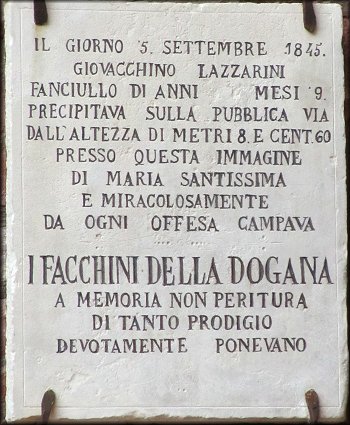 IL GIORNO 5. SETTEMBRE 1845.
GIOVACCHINO LAZZARINI
FANCIULLO DI ANNI MESI 9.
PRECIPITAVA SULLA PUBBLICA VIA
DALL'ALTEZZA DI METRI 8. E CENT. 60
PRESSO QUESTA IMMAGINE
DI MARIA SANTISSIMA
E MIRACOLOSAMENTE
DA OGNI OFFESA CAMPAVA
I FACCHINI DELLA DOGANA
A MEMORIA NON PERITURA
DI TANTO PRODIGIO
DEVOTAMENTE PONEVANO